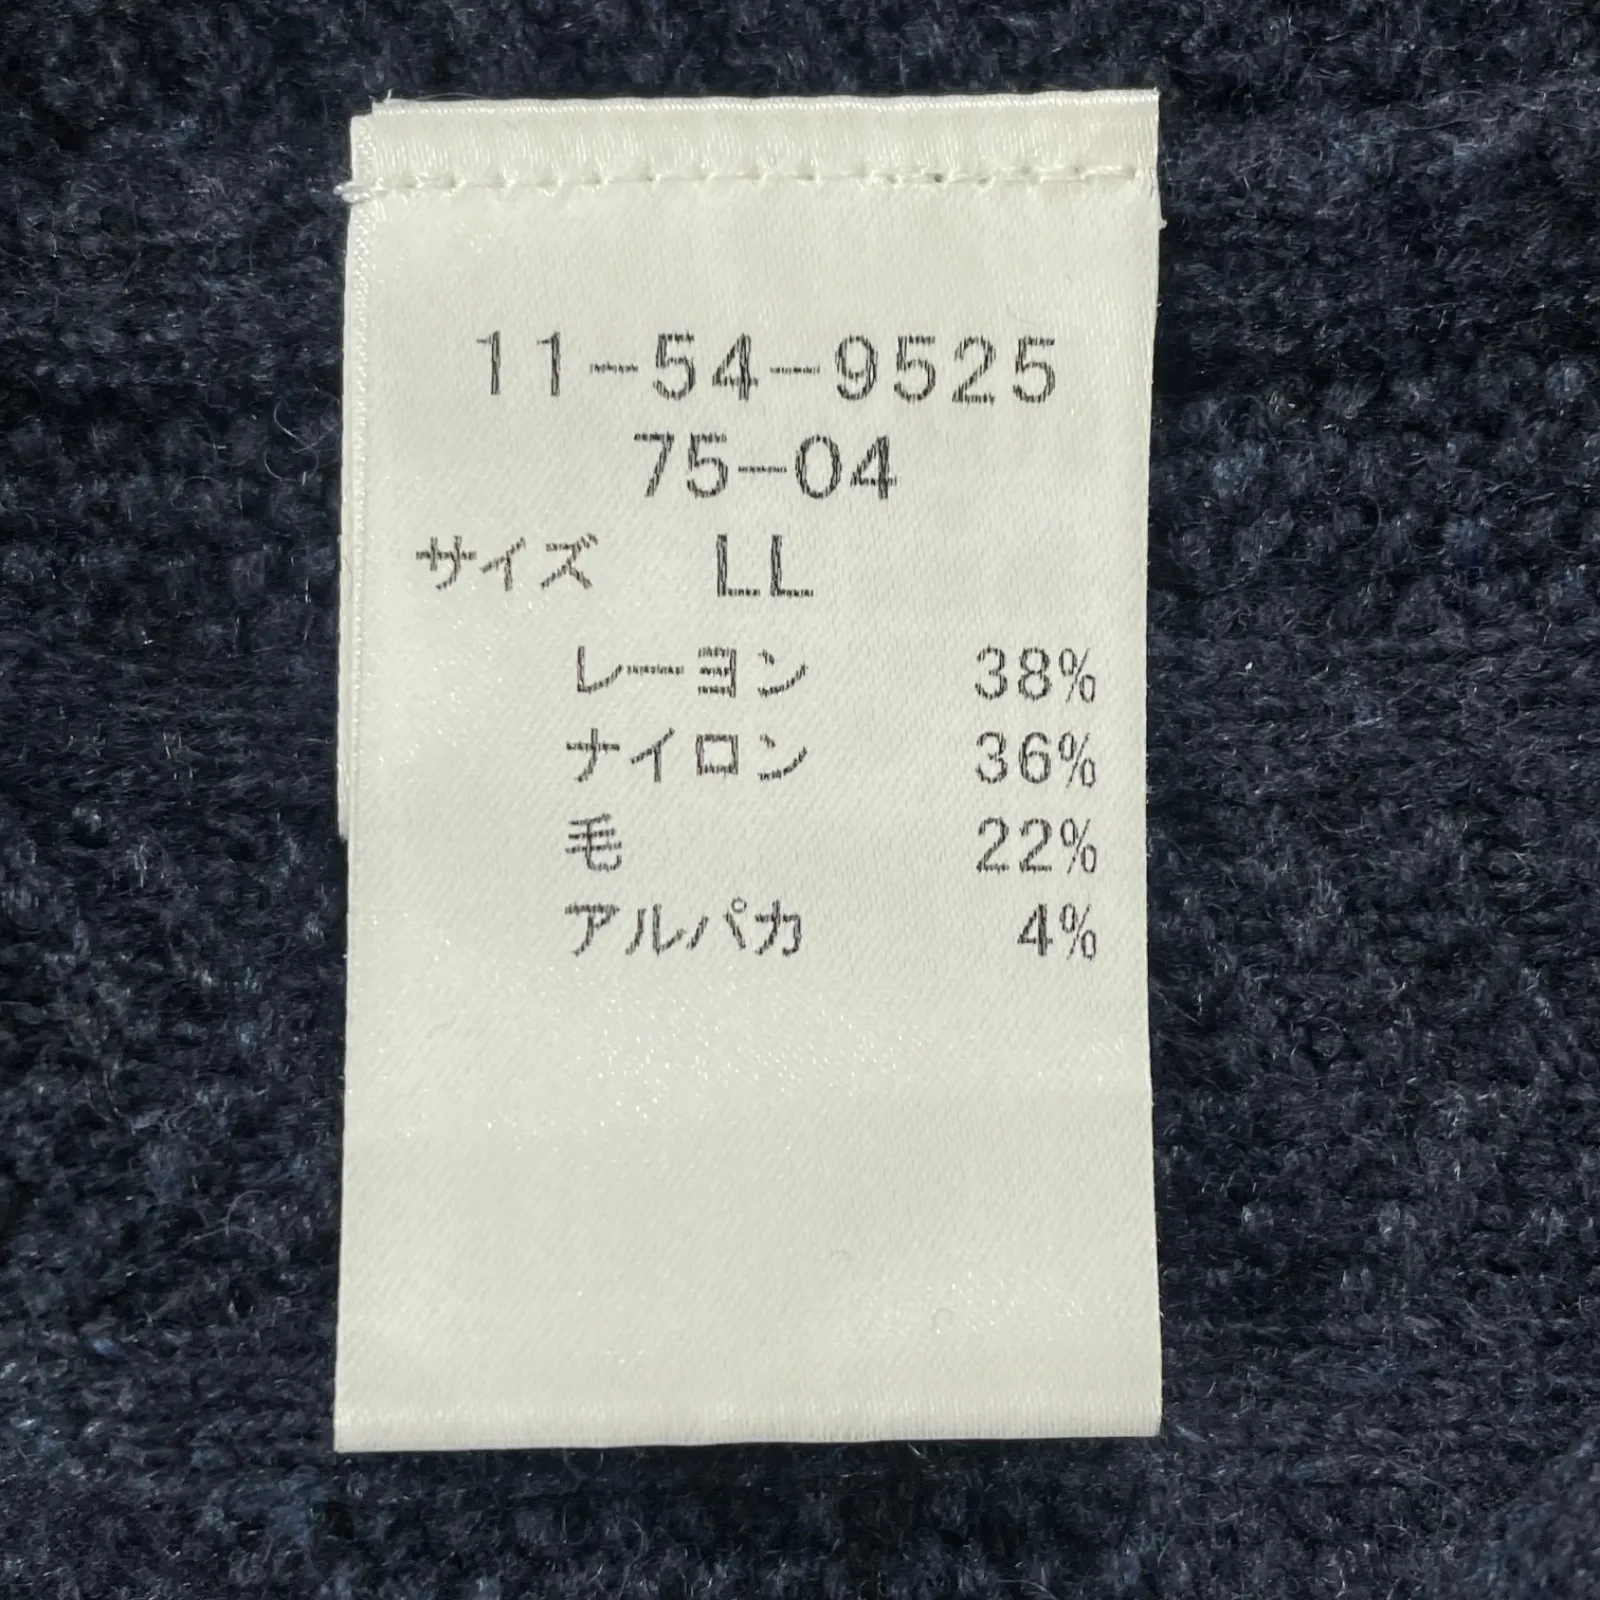 11-54-9525
75-04
サイズ LL
レーヨン 38%
ナイロン 36%
毛 22%
アルパカ 4%